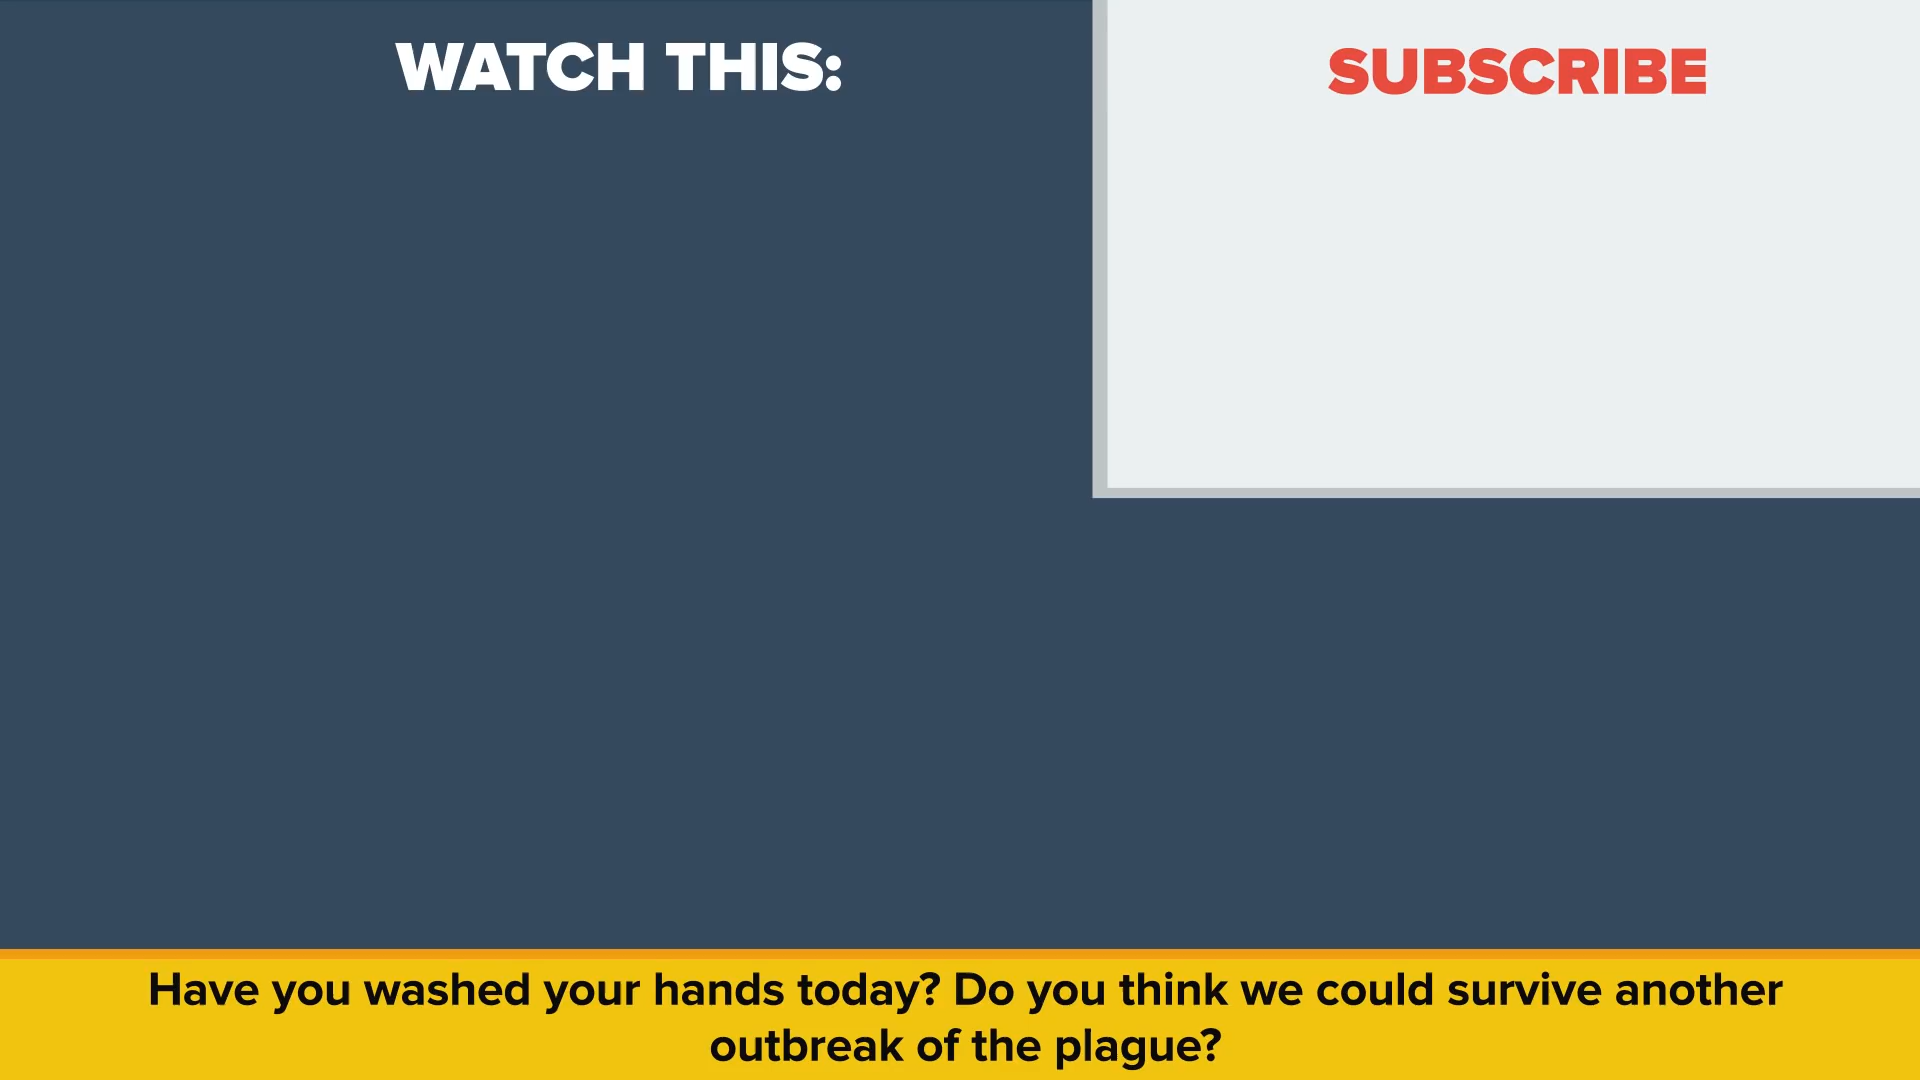 WATCH THIS:
SUBSCRIBE
Have you washed your hands today? Do you think we could survive another
outbreak of the plague?